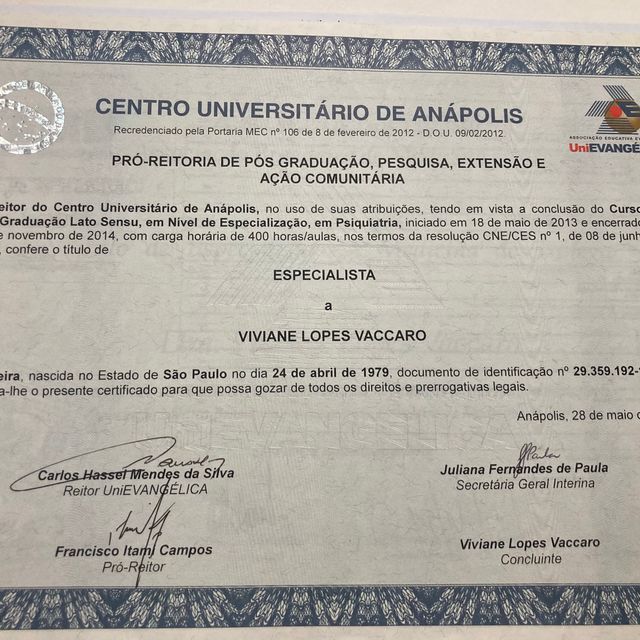 CENTRO UNIVERSITÁRIO DE ANÁPOLIS
Recredenciado pela Portaria MEC nº 106 de 8 de fevereiro de 2012 - D.O.U. 09/02/2012.
ASSOCIAÇÃO EDUCATIVA
UniEVANGÉL
PRÓ-REITORIA DE PÓS GRADUAÇÃO, PESQUISA, EXTENSÃO E
AÇÃO COMUNITÁRIA
eitor do Centro Universitário de Anápolis, no uso de suas atribuições, tendo em vista a conclusão do Curso
Graduação Lato Sensu, em Nível de Especialização, em Psiquiatria, iniciado em 18 de maio de 2013 e encerrado
novembro de 2014, com carga horária de 400 horas/aulas, nos termos da resolução CNE/CES nº 1, de 08 de junh
, confere o título de
ESPECIALISTA
a
VIVIANE LOPES VACCARO
eira, nascida no Estado de São Paulo no dia 24 de abril de 1979, documento de identificação nº 29.359.192-
a-lhe o presente certificado para que possa gozar de todos os direitos e prerrogativas legais.
Anápolis, 28 de maio
Carlos Hassel Mendes da Silva
Reitor UniEVANGÉLICA
Juliana Fernandes de Paula
Secretária Geral Interina
Francisco Itami Campos
Pró-Reitor
Viviane Lopes Vaccaro
Concluinte